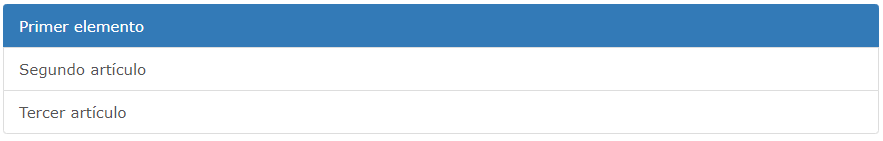 Primer elemento
Segundo artículo
Tercer artículo